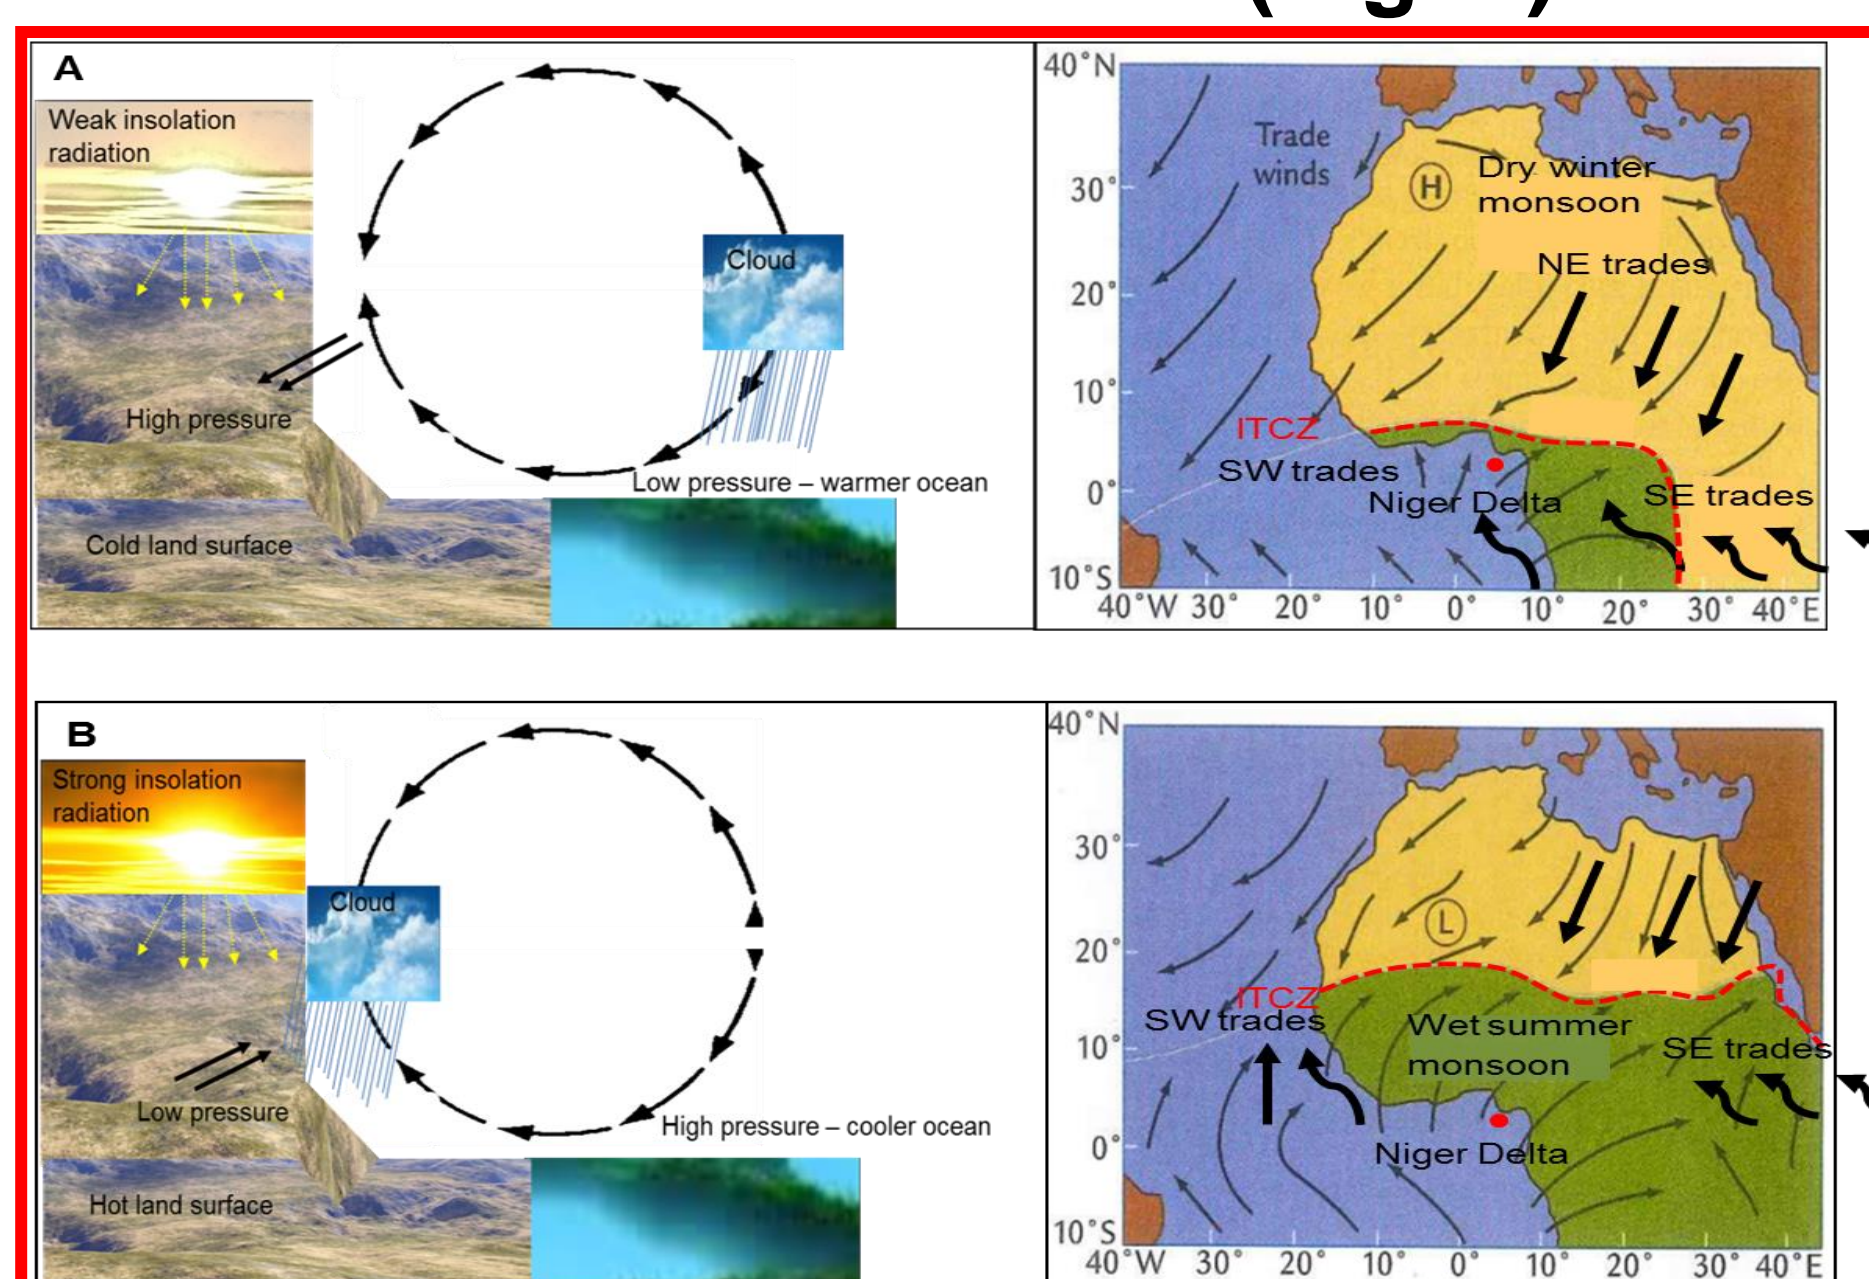 A
Weak insolation
radiation
Cloud
High pressure
Low pressure – warmer ocean
Cold land surface
40°N
30°
20°
10°
0°
10°S
40°W 30° 20° 10° 0° 10° 20° 30° 40°E
Trade
winds
H
Dry winter
monsoon
NE trades
ITCZ
SW trades
Niger Delta
SE trades
B
Strong insolation
radiation
Cloud
Low pressure
High pressure – cooler ocean
Hot land surface
40°N
30°
20°
10°
0°
10°S
40°W 30° 20° 10° 0° 10° 20° 30° 40°E
L
ITCZ
SW trades
Wet summer
monsoon
SE trades
Niger Delta